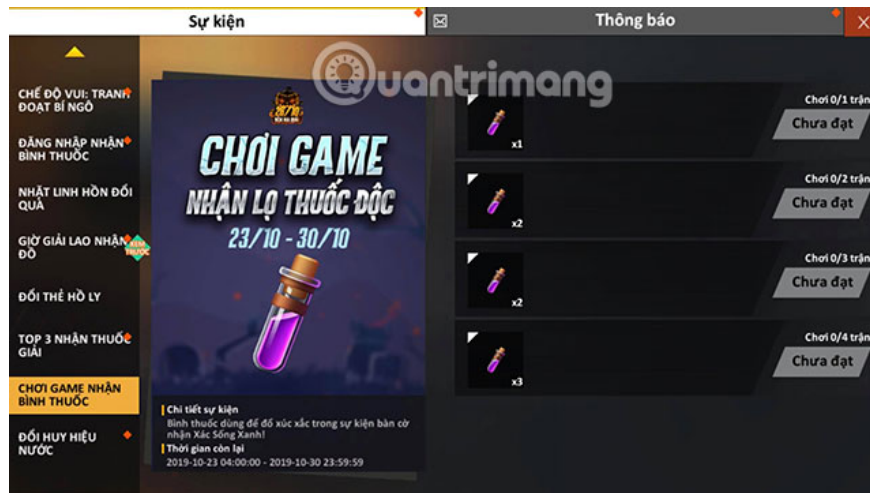 Sự kiện
Thông báo
Quantrimang
CHẾ ĐỘ VUI: TRANH
ĐOẠT BÍ NGÔ
ĐĂNG NHẬP NHẬN
BÌNH THUỐC
NHẶT LINH HỒN ĐỔI
QUÀ
GIỜ GIẢI LAO NHẬN
ĐỒ
XEM
TRƯỚC
ĐỔI THẺ HỒ LY
TOP 3 NHẬN THUỐC
GIẢI
CHƠI GAME NHẬN
BÌNH THUỐC
ĐỔI HUY HIỆU
NƯỚC
26/10
CHƠI GAME
NHẬN LỌ THUỐC ĐỘC
23/10 - 30/10
Chi tiết sự kiện
Bình thuốc dùng để đổ xúc xắc trong sự kiện bàn cờ
nhận Xác Sống Xanh!
Thời gian còn lại
2019-10-23 04:00:00 - 2019-10-30 23:59:59
Chơi 0/1 trận
x1
Chưa đạt
Chơi 0/2 trận
x2
Chưa đạt
Chơi 0/3 trận
x2
Chưa đạt
Chơi 0/4 trận
x3
Chưa đạt